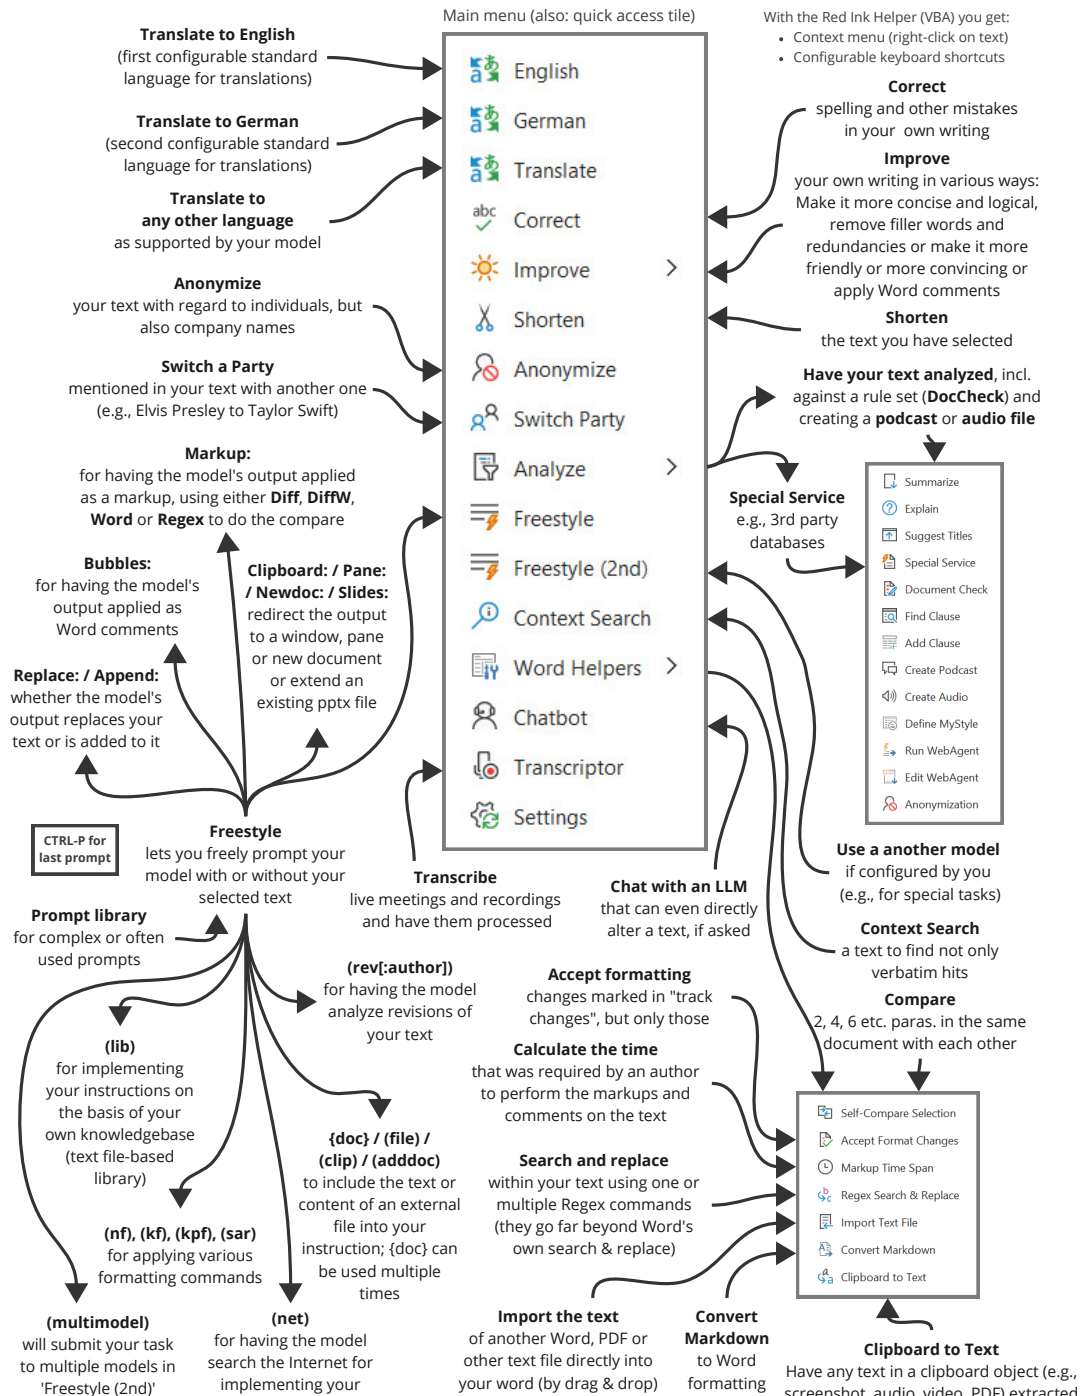 Main menu (also: quick access tile)
With the Red Ink Helper (VBA) you get:
• Context menu (right-click on text)
• Configurable keyboard shortcuts
Translate to English
(first configurable standard
language for translations)
Translate to German
(second configurable standard
language for translations)
Translate to
any other language
as supported by your model
Anonymize
your text with regard to individuals, but
also company names
Switch a Party
mentioned in your text with another one
(e.g., Elvis Presley to Taylor Swift)
Markup:
for having the model's output applied
as a markup, using either Diff, DiffW,
Word or Regex to do the compare
Bubbles:
for having the model's
output applied as
Word comments
Clipboard: / Pane:
/ Newdoc: / Slides:
redirect the output
to a window, pane
or new document
or extend an
existing pptx file
Replace: / Append:
whether the model's
output replaces your
text or is added to it
English
German
Translate
abc
Correct
Improve
Shorten
Anonymize
Switch Party
Analyze
Freestyle
Freestyle (2nd)
Context Search
Word Helpers
Chatbot
Transcriptor
Settings
Correct
spelling and other mistakes
in your own writing
Improve
your own writing in various ways:
Make it more concise and logical,
remove filler words and
redundancies or make it more
friendly or more convincing or
apply Word comments
Shorten
the text you have selected
Have your text analyzed, incl.
against a rule set (DocCheck) and
creating a podcast or audio file
Special Service
e.g., 3rd party
databases
Summarize
Explain
Suggest Titles
Special Service
Document Check
Find Clause
Add Clause
Create Podcast
Create Audio
Define MyStyle
Run WebAgent
Edit WebAgent
Anonymization
CTRL-P for
last prompt
Freestyle
lets you freely prompt your
model with or without your
selected text
Transcribe
live meetings and recordings
and have them processed
Chat with an LLM
that can even directly
alter a text, if asked
Use a another model
if configured by you
(e.g., for special tasks)
Context Search
a text to find not only
verbatim hits
Prompt library
for complex or often
used prompts
(rev[:author])
for having the model
analyze revisions of
your text
(lib)
for implementing
your instructions on
the basis of your
own knowledgebase
(text file-based
library)
{doc} / (file) /
(clip) / (adddoc)
to include the text or
content of an external
file into your
instruction; {doc} can
be used multiple
times
(nf), (kf), (kpf), (sar)
for applying various
formatting commands
(multimodel)
will submit your task
to multiple models in
'Freestyle (2nd)'
(net)
for having the model
search the Internet for
implementing your
Accept formatting
changes marked in "track
changes", but only those
Calculate the time
that was required by an author
to perform the markups and
comments on the text
Search and replace
within your text using one or
multiple Regex commands
(they go far beyond Word's
own search & replace)
Import the text
of another Word, PDF or
other text file directly into
your word (by drag & drop)
Convert
Markdown
to Word
formatting
Compare
2, 4, 6 etc. paras. in the same
document with each other
Self-Compare Selection
Accept Format Changes
Markup Time Span
Regex Search & Replace
Import Text File
Convert Markdown
Clipboard to Text
Clipboard to Text
Have any text in a clipboard object (e.g.,
screenshot, audio, video, PDF) extracted